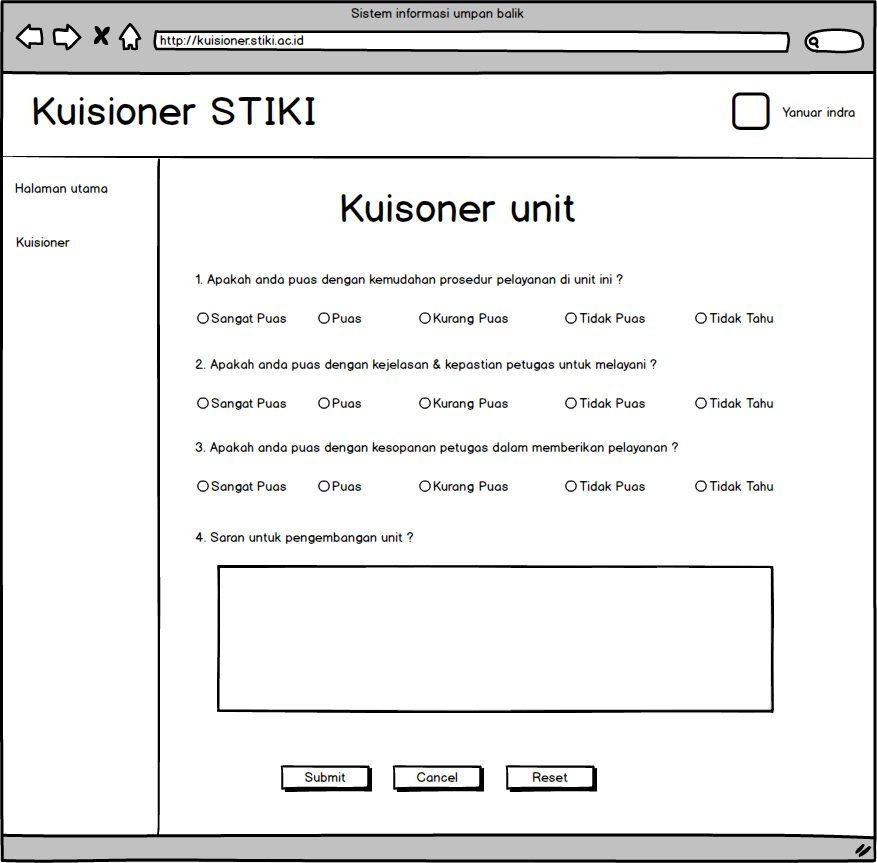 Sistem informasi umpan balik
http://kuisioner.stiki.ac.id
Kuisioner STIKI
Yanuar indra
Halaman utama
Kuisioner
Kuisoner unit
1. Apakah anda puas dengan kemudahan prosedur pelayanan di unit ini ?
Sangat Puas Puas Kurang Puas Tidak Puas Tidak Tahu
2. Apakah anda puas dengan kejelasan & kepastian petugas untuk melayani ?
Sangat Puas Puas Kurang Puas Tidak Puas Tidak Tahu
3. Apakah anda puas dengan kesopanan petugas dalam memberikan pelayanan ?
Sangat Puas Puas Kurang Puas Tidak Puas Tidak Tahu
4. Saran untuk pengembangan unit ?
Submit Cancel Reset